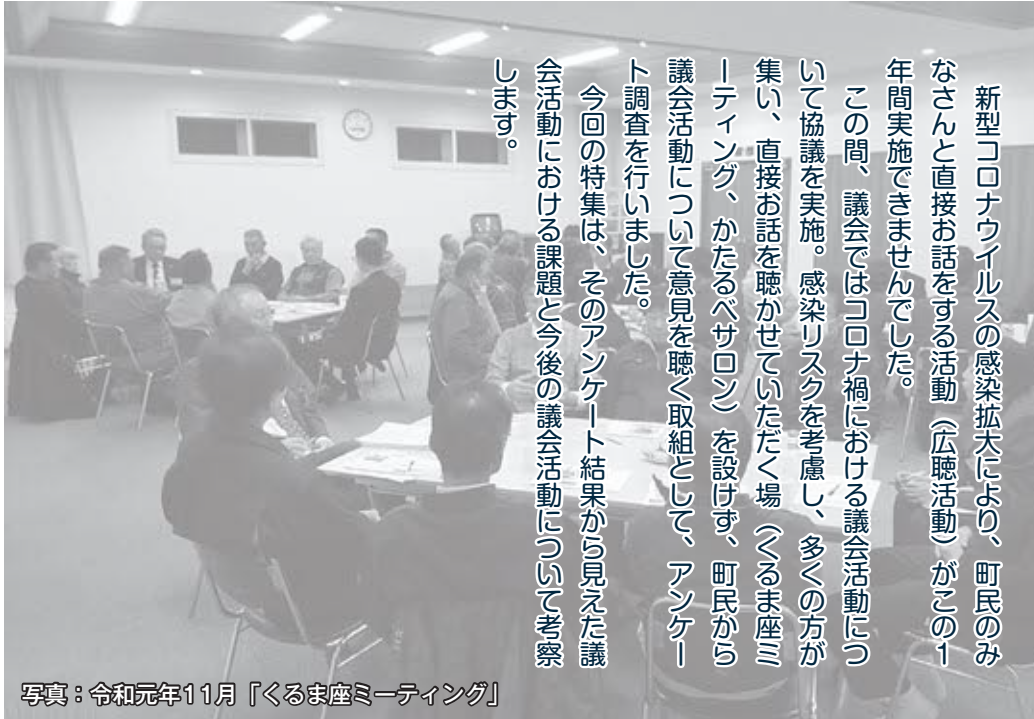 新型コロナウイルスの感染拡大により、町民のみ
なさんと直接お話をする活動（広聴活動）がこの１
年間実施できませんでした。
この間、議会ではコロナ禍における議会活動につ
いて協議を実施。感染リスクを考慮し、多くの方が
集い、直接お話を聴かせていただく場（くるま座ミ
ーティング、かたるべサロン）を設けず、町民から
議会活動について意見を聴く取組として、アンケー
ト調査を行いました。
今回の特集は、そのアンケート結果から見えた議
会活動における課題と今後の議会活動について考察
します。
写真：令和元年11月「くるま座ミーティング」